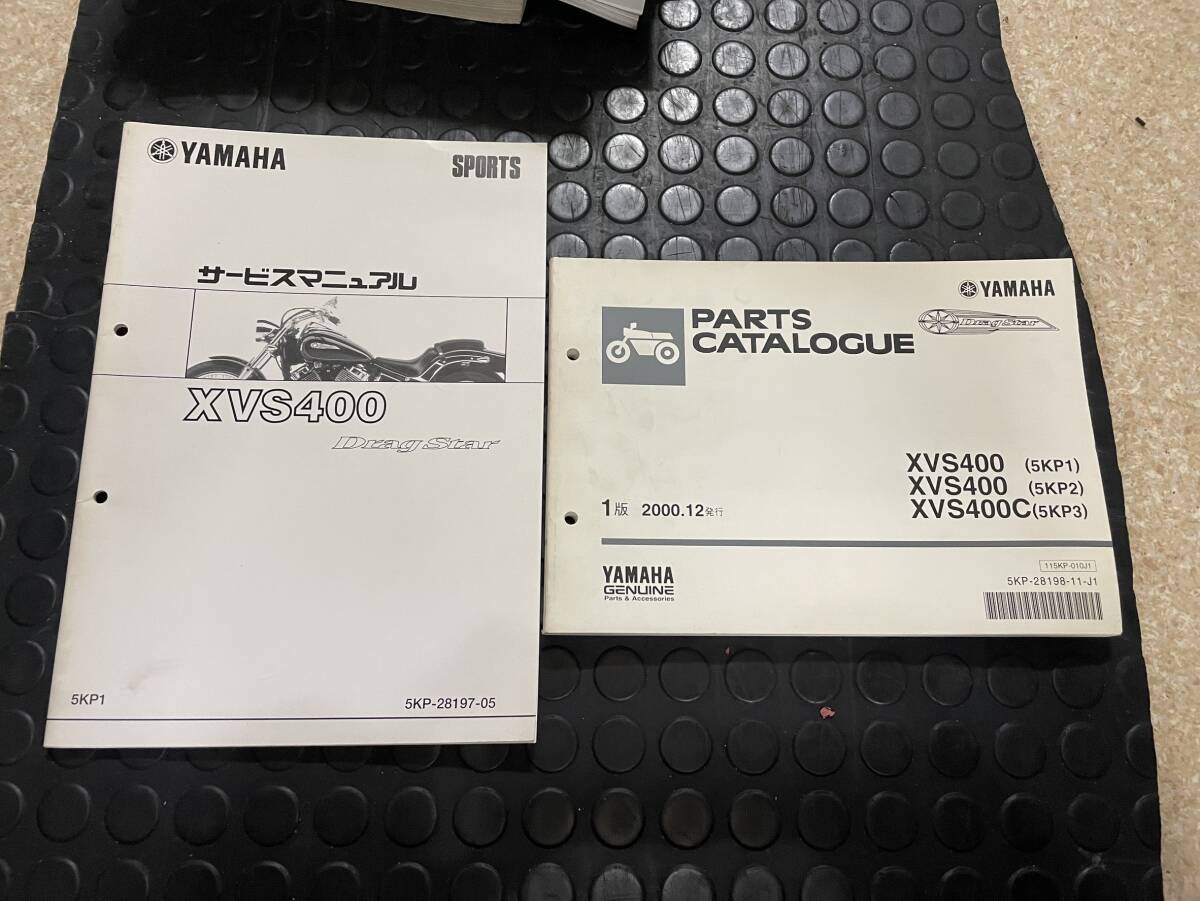 YAMAHA
SPORTS
サービスマニュアル
XVS400
Drag Star
5KP1
5KP-28197-05
YAMAHA
PARTS
CATALOGUE
Drag Star
XVS400 (5KP1)
XVS400 (5KP2)
XVS400C(5KP3)
1版 2000.12発行
YAMAHA
GENUINE
Parts & Accessories
115KP-010J1
5KP-28198-11-J1